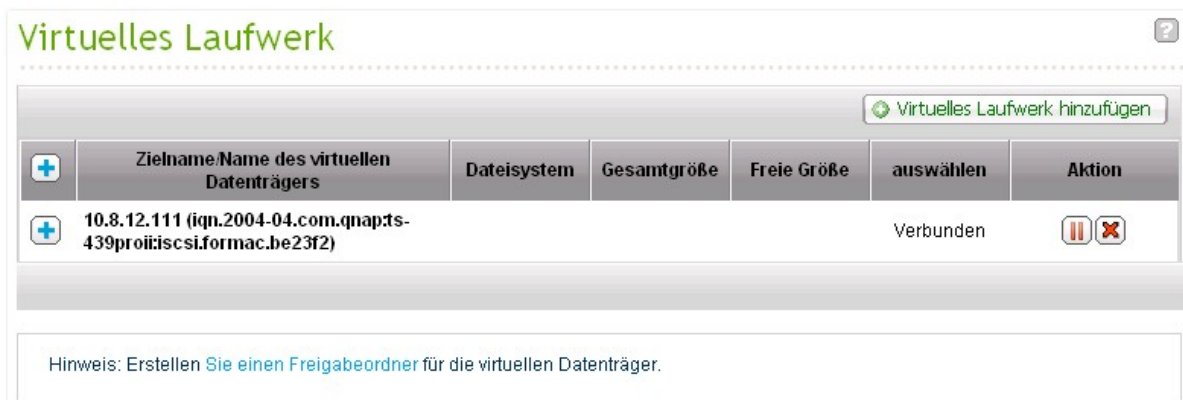 Virtuelles Laufwerk
?
Virtuelles Laufwerk hinzufügen
Zielname/Name des virtuellen
Datenträgers
Dateisystem
Gesamtgröße
Freie Größe
auswählen
Aktion
10.8.12.111 (iqn.2004-04.com.qnap:ts-
439proii:iscsi.formac.be23f2)
Verbunden
Hinweis: Erstellen Sie einen Freigabeordner für die virtuellen Datenträger.